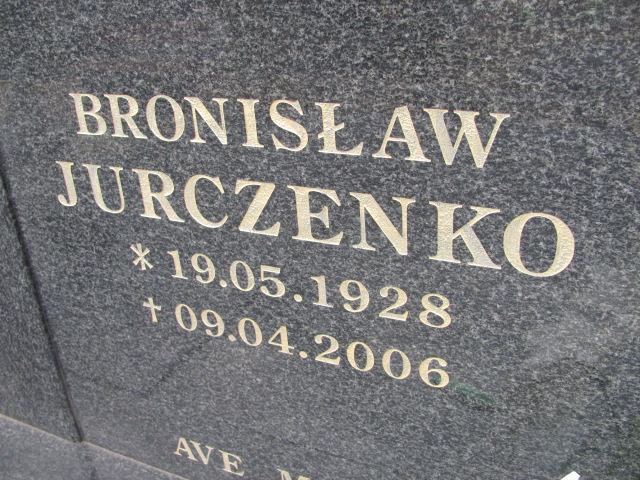 BRONISŁAW
JURCZENKO
* 19.05.1928
† 09.04.2006
AVE